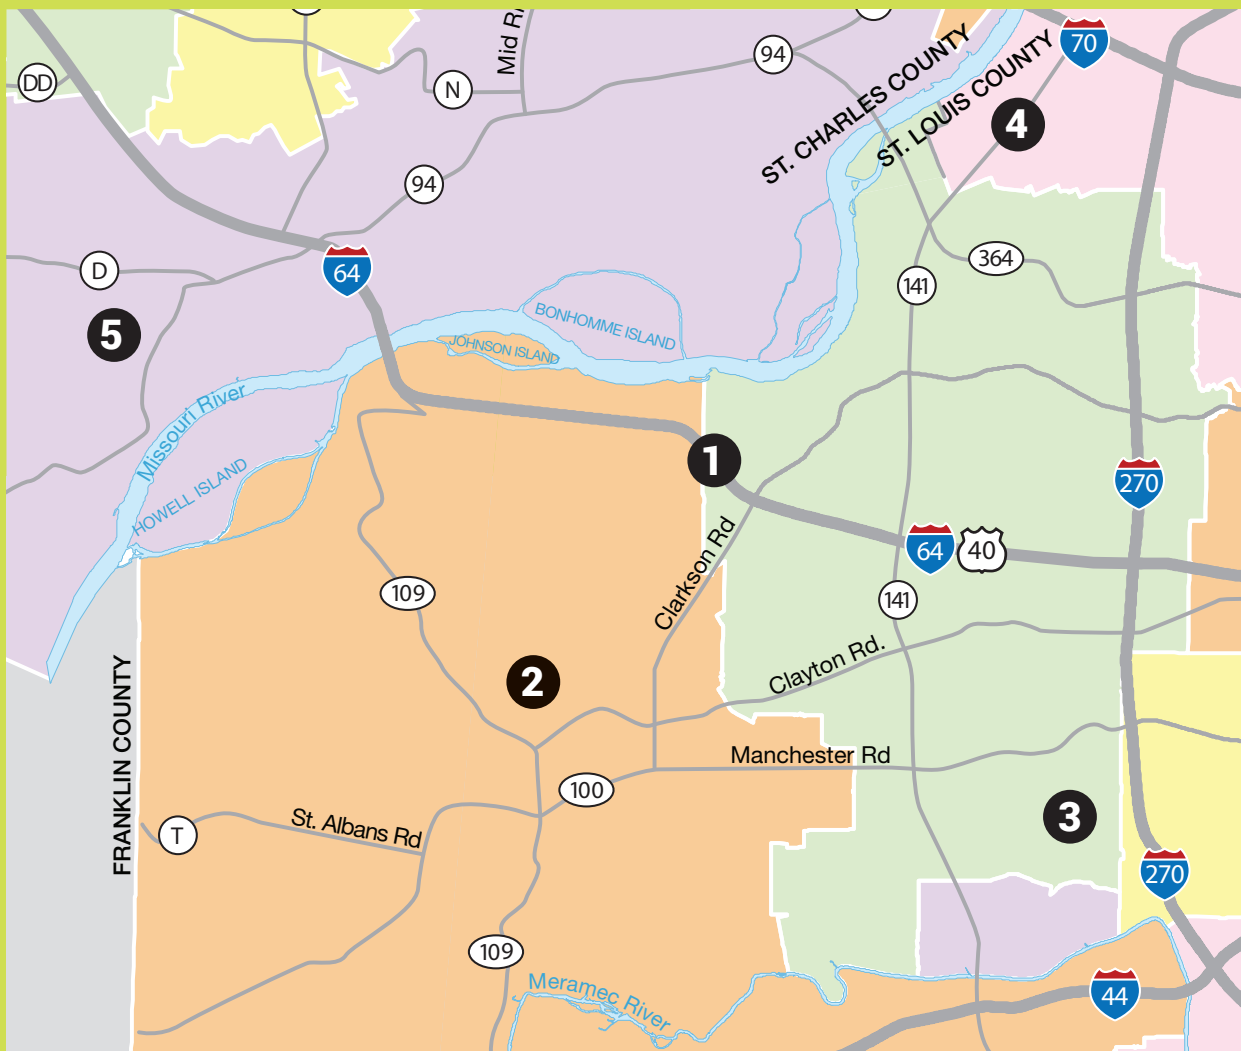 Mid Ri
94
70
DD
N
ST. CHARLES COUNTY
ST. LOUIS COUNTY
4
94
D
64
364
141
5
BONHOMME ISLAND
JOHNSON ISLAND
Missouri River
HOWELL ISLAND
1
270
64
40
109
Clarkson Rd
141
2
Clayton Rd.
FRANKLIN COUNTY
Manchester Rd
100
St. Albans Rd
T
3
270
109
Meramec River
44